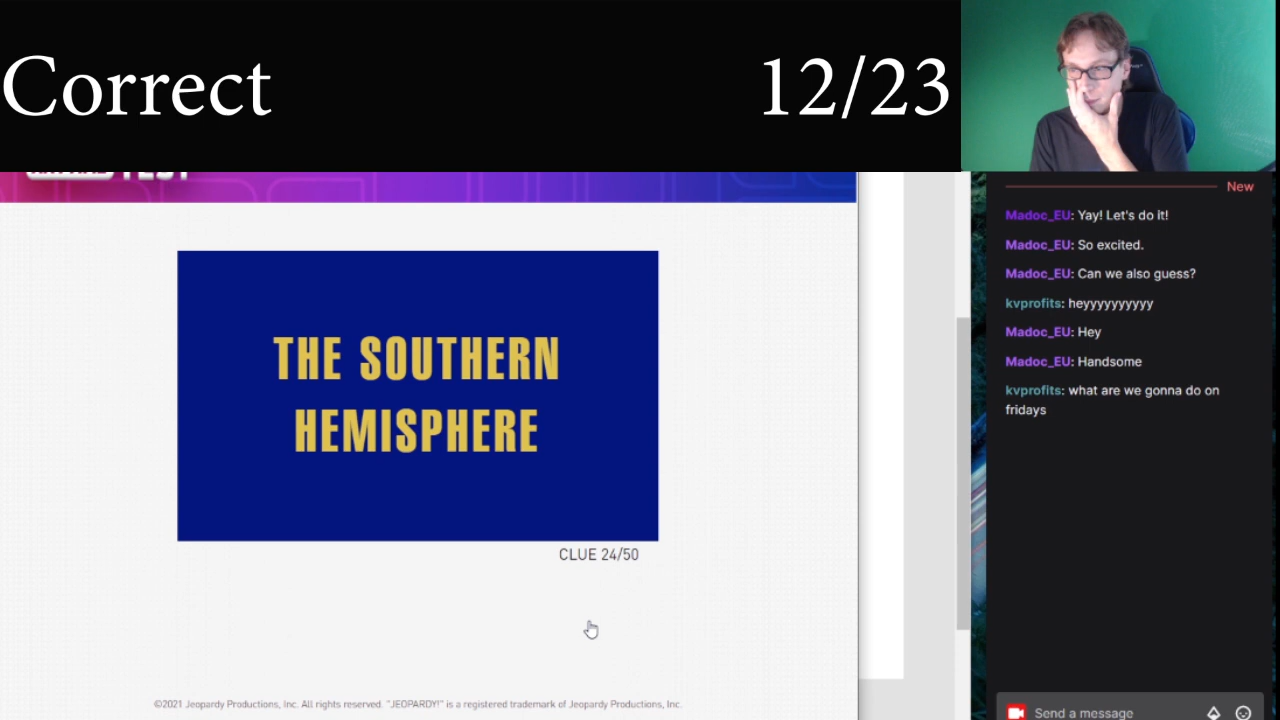 Correct
12/23
TEST
New
Madoc_EU: Yay! Let's do it!
Madoc_EU: So excited.
Madoc_EU: Can we also guess?
kvprofits: heyyyyyyyyyy
Madoc_EU: Hey
Madoc_EU: Handsome
kvprofits: what are we gonna do on
fridays
THE SOUTHERN
HEMISPHERE
CLUE 24/50
©2021 Jeopardy Productions, Inc. All rights reserved. "JEOPARDY!" is a registered trademark of Jeopardy Productions, Inc.
Send a message